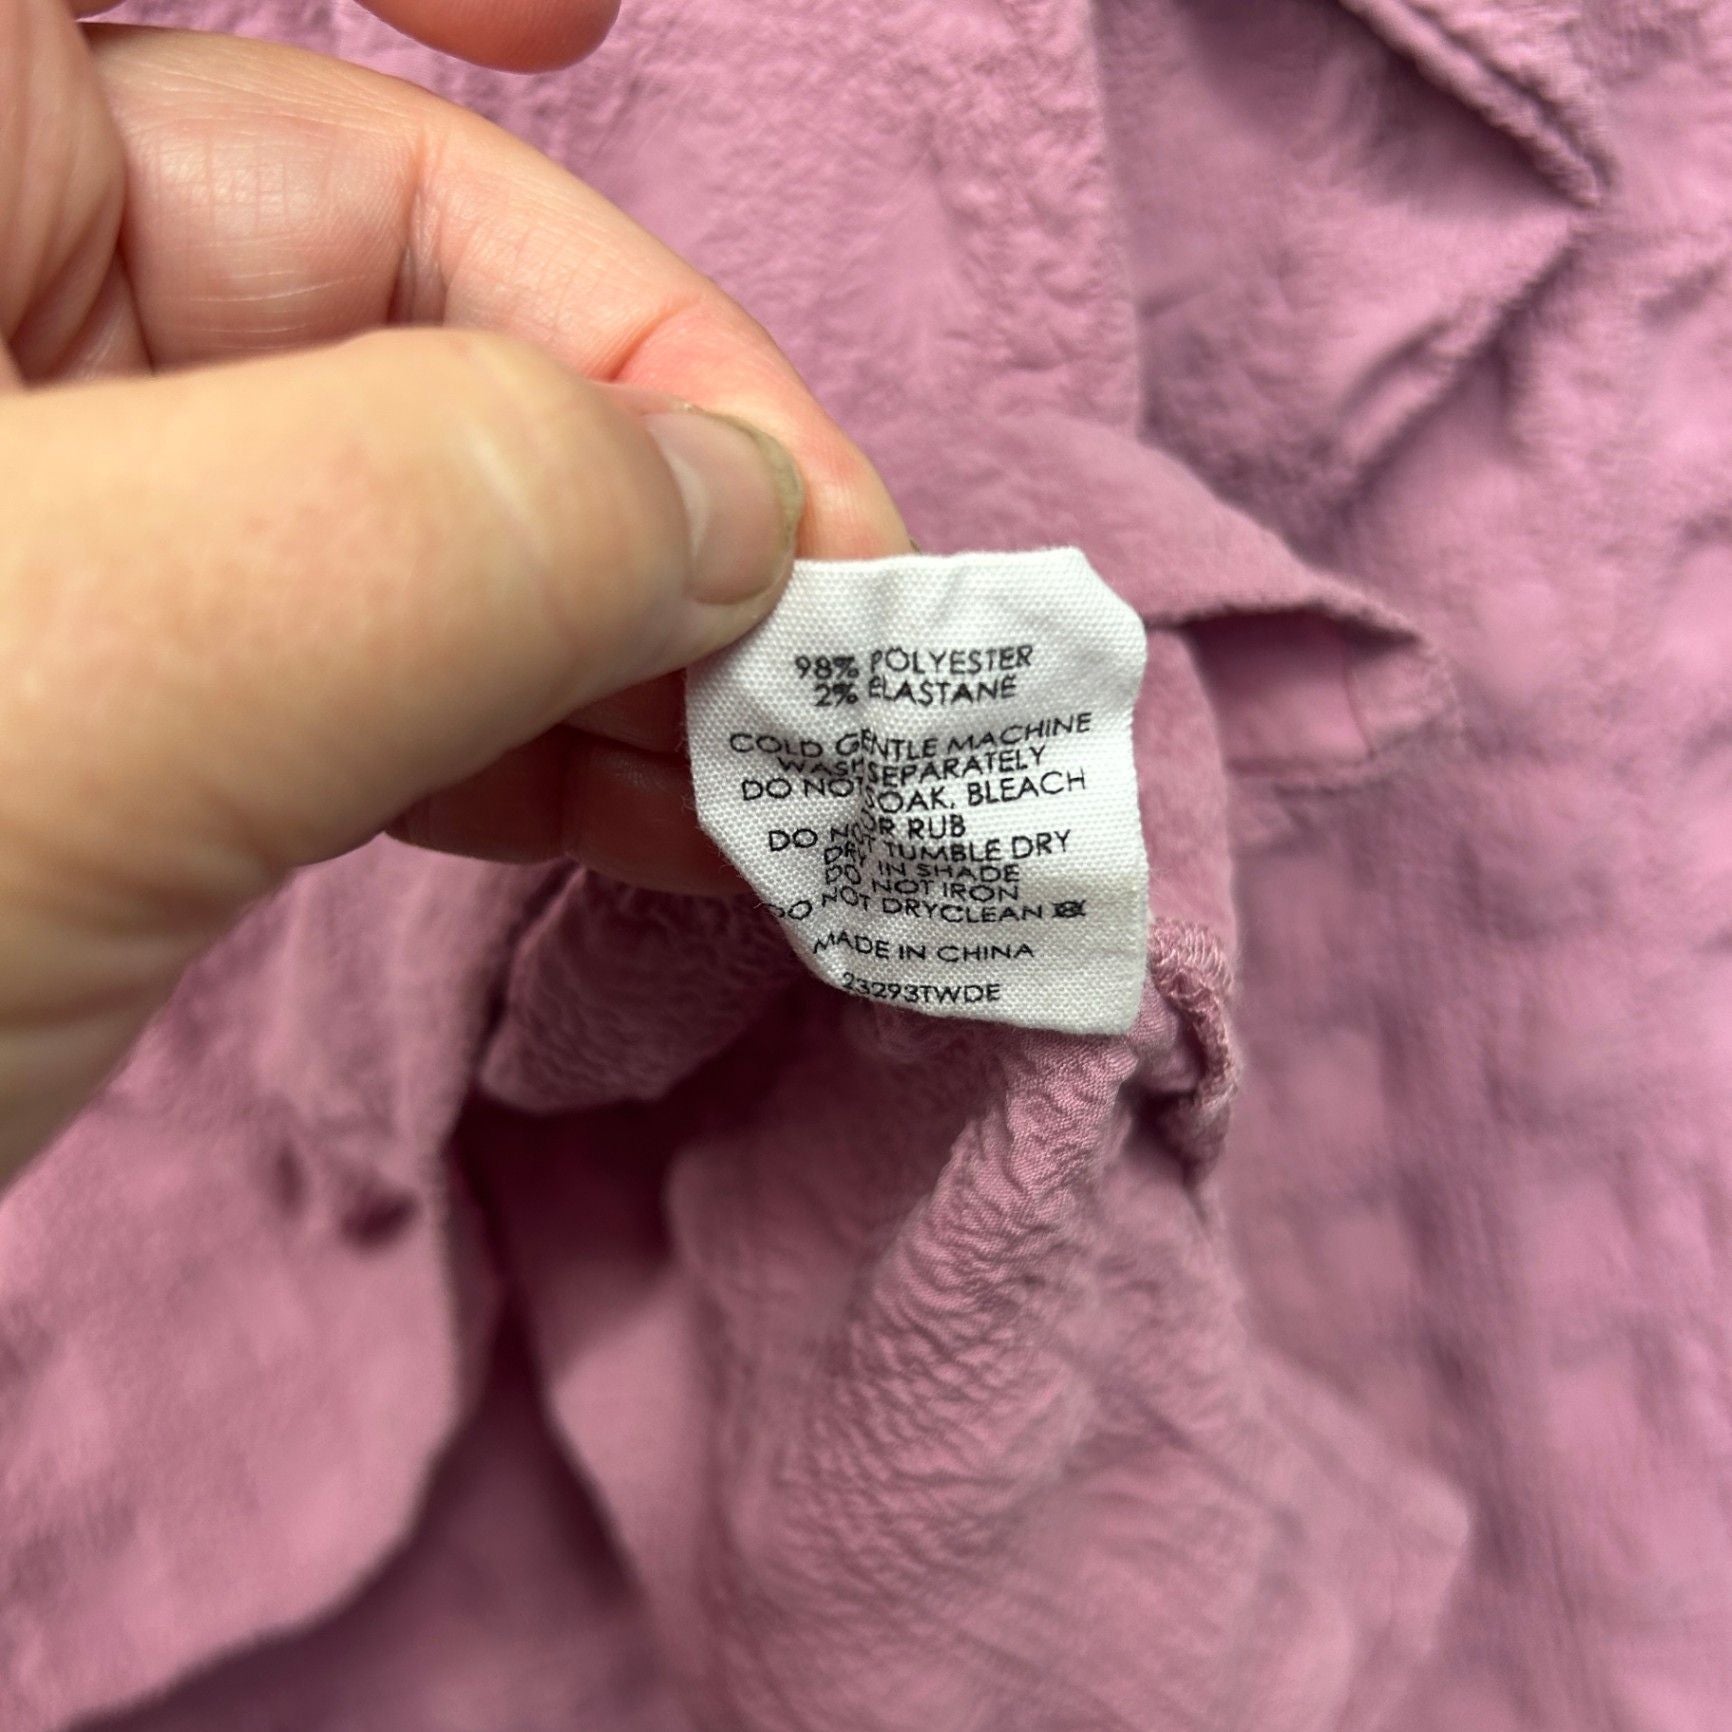 98% POLYESTER
2% ELASTANE
COLD GENTLE MACHINE
WASH SEPARATELY
DO NOT SOAK, BLEACH
OR RUB
DO NOT TUMBLE DRY
DRY IN SHADE
DO NOT IRON
DO NOT DRYCLEAN
MADE IN CHINA
23293TWDE